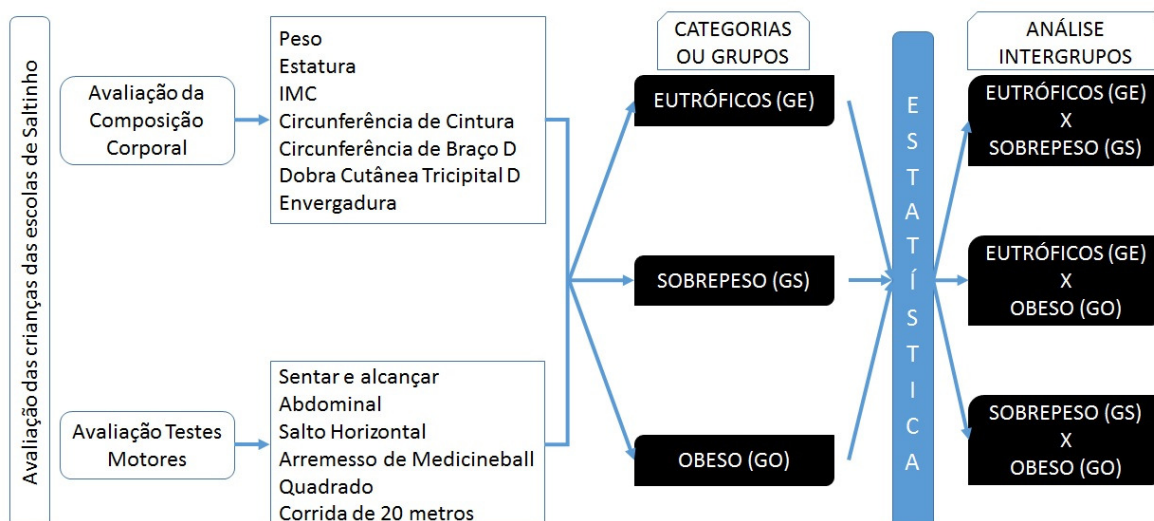 Avaliação das crianças das escolas de Saltinho
Avaliação da
Composição
Corporal
Peso
Estatura
IMC
Circunferência de Cintura
Circunferência de Braço D
Dobra Cutânea Tricipital D
Envergadura
Avaliação Testes
Motores
Sentar e alcançar
Abdominal
Salto Horizontal
Arremesso de Medicineball
Quadrado
Corrida de 20 metros
CATEGORIAS
OU GRUPOS
EUTRÓFICOS (GE)
SOBREPESO (GS)
OBESO (GO)
ESTATÍSTICA
ANÁLISE
INTERGRUPOS
EUTRÓFICOS (GE)
X
SOBREPESO (GS)
EUTRÓFICOS (GE)
X
OBESO (GO)
SOBREPESO (GS)
X
OBESO (GO)